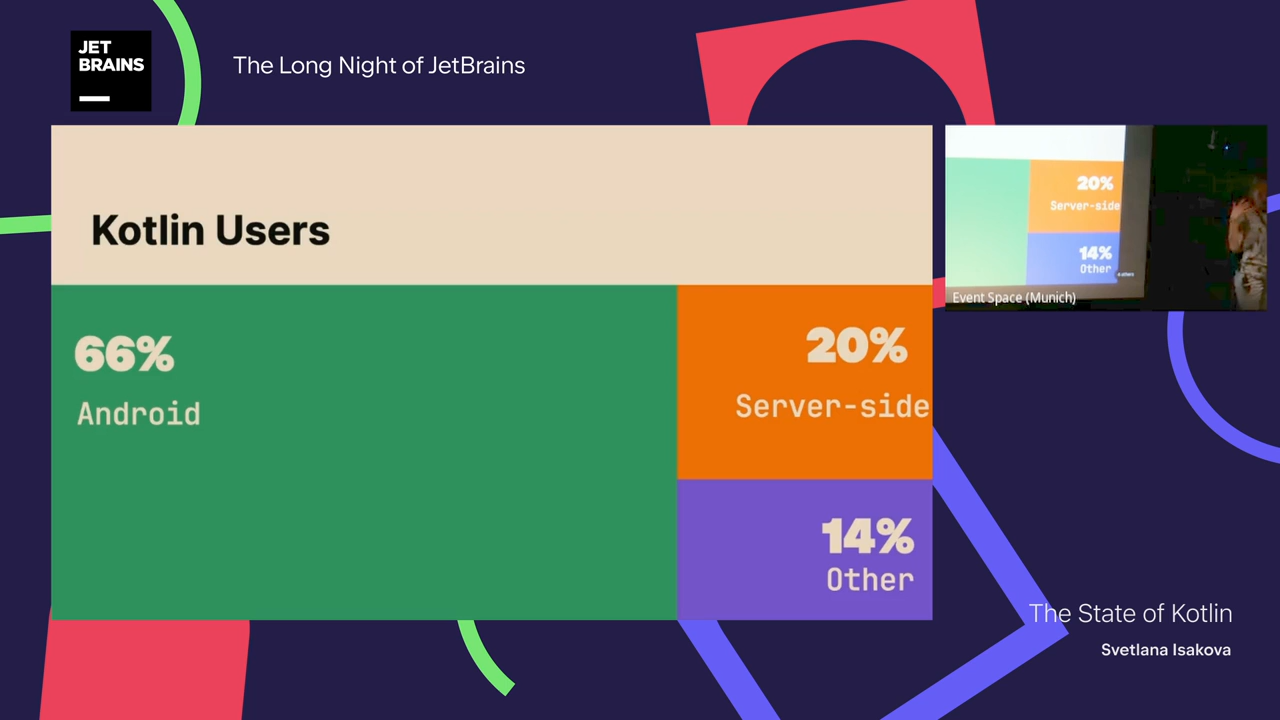 JET
BRAINS
The Long Night of JetBrains
Kotlin Users
66%
Android
20%
Server-side
14%
Other
20%
Server-side
14%
Other
Event Space (Munich)
The State of Kotlin
Svetlana Isakova